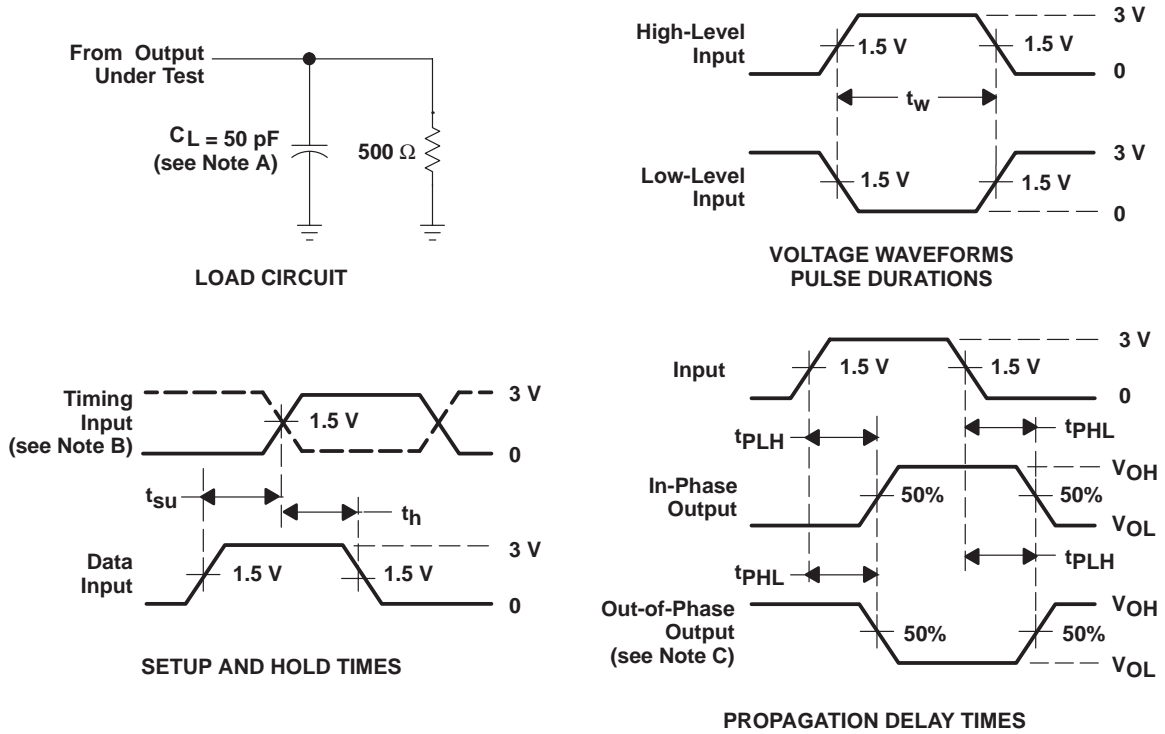 From Output
Under Test
CL = 50 pF
(see Note A)
500 Ω
LOAD CIRCUIT
High-Level
Input
1.5 V
1.5 V
3 V
0
tw
Low-Level
Input
1.5 V
1.5 V
3 V
0
VOLTAGE WAVEFORMS
PULSE DURATIONS
Timing
Input
(see Note B)
1.5 V
3 V
0
tsu
th
Data
Input
1.5 V
1.5 V
3 V
0
SETUP AND HOLD TIMES
Input
1.5 V
1.5 V
3 V
0
tPLH
tPHL
In-Phase
Output
50%
50%
VOH
VOL
tPHL
tPLH
Out-of-Phase
Output
(see Note C)
50%
50%
VOH
VOL
PROPAGATION DELAY TIMES